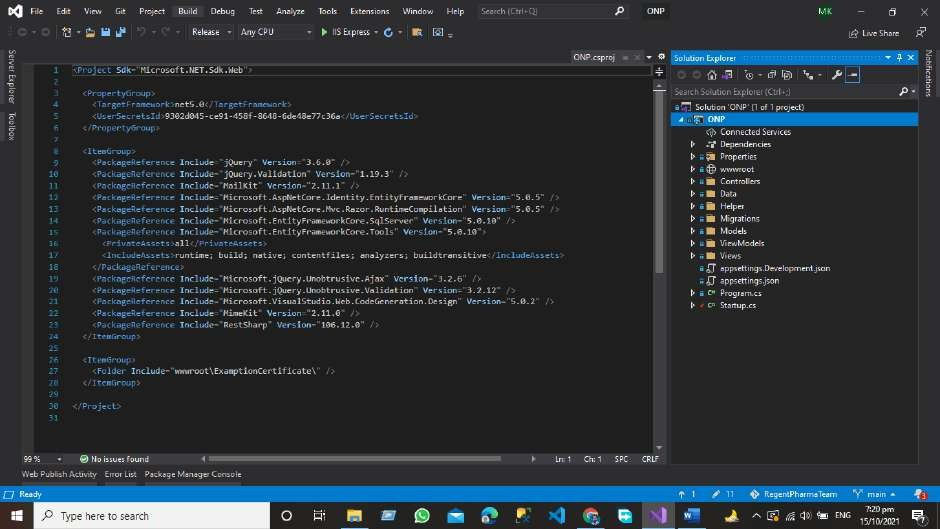 File Edit View Git Project Build Debug Test Analyze Tools Extensions Window Help Search (Ctrl+Q) ONP MK
Release Any CPU IIS Express Live Share
Server Explorer
Toolbox
Notifications
ONP.csproj
1 <Project Sdk="Microsoft.NET.Sdk.Web">
2
3 <PropertyGroup>
4 <TargetFramework>net5.0</TargetFramework>
5 <UserSecretsId>9302d045-ce91-458f-8648-6de48e77c36a</UserSecretsId>
6 </PropertyGroup>
7
8 <ItemGroup>
9 <PackageReference Include="jQuery" Version="3.6.0" />
10 <PackageReference Include="jQuery.Validation" Version="1.19.3" />
11 <PackageReference Include="MailKit" Version="2.11.1" />
12 <PackageReference Include="Microsoft.AspNetCore.Identity.EntityFrameworkCore" Version="5.0.5" />
13 <PackageReference Include="Microsoft.AspNetCore.Mvc.Razor.RuntimeCompilation" Version="5.0.5" />
14 <PackageReference Include="Microsoft.EntityFrameworkCore.SqlServer" Version="5.0.10" />
15 <PackageReference Include="Microsoft.EntityFrameworkCore.Tools" Version="5.0.10">
16 <PrivateAssets>all</PrivateAssets>
17 <IncludeAssets>runtime; build; native; contentfiles; analyzers; buildtransitive</IncludeAssets>
18 </PackageReference>
19 <PackageReference Include="Microsoft.jQuery.Unobtrusive.Ajax" Version="3.2.6" />
20 <PackageReference Include="Microsoft.jQuery.Unobtrusive.Validation" Version="3.2.12" />
21 <PackageReference Include="Microsoft.VisualStudio.Web.CodeGeneration.Design" Version="5.0.2" />
22 <PackageReference Include="MimeKit" Version="2.11.0" />
23 <PackageReference Include="RestSharp" Version="106.12.0" />
24 </ItemGroup>
25
26 <ItemGroup>
27 <Folder Include="wwwroot\ExamptionCertificate\" />
28 </ItemGroup>
29
30 </Project>
31
99 % No issues found Ln: 1 Ch: 1 SPC CRLF
Solution Explorer
Search Solution Explorer (Ctrl+;)
Solution 'ONP' (1 of 1 project)
ONP
Connected Services
Dependencies
Properties
wwwroot
Controllers
Data
Helper
Migrations
Models
ViewModels
Views
appsettings.Development.json
appsettings.json
Program.cs
Startup.cs
Web Publish Activity Error List Package Manager Console
Ready 1 11 RegentPharmaTeam main 3
Type here to search
ENG
7:20 pm
15/10/2021
7